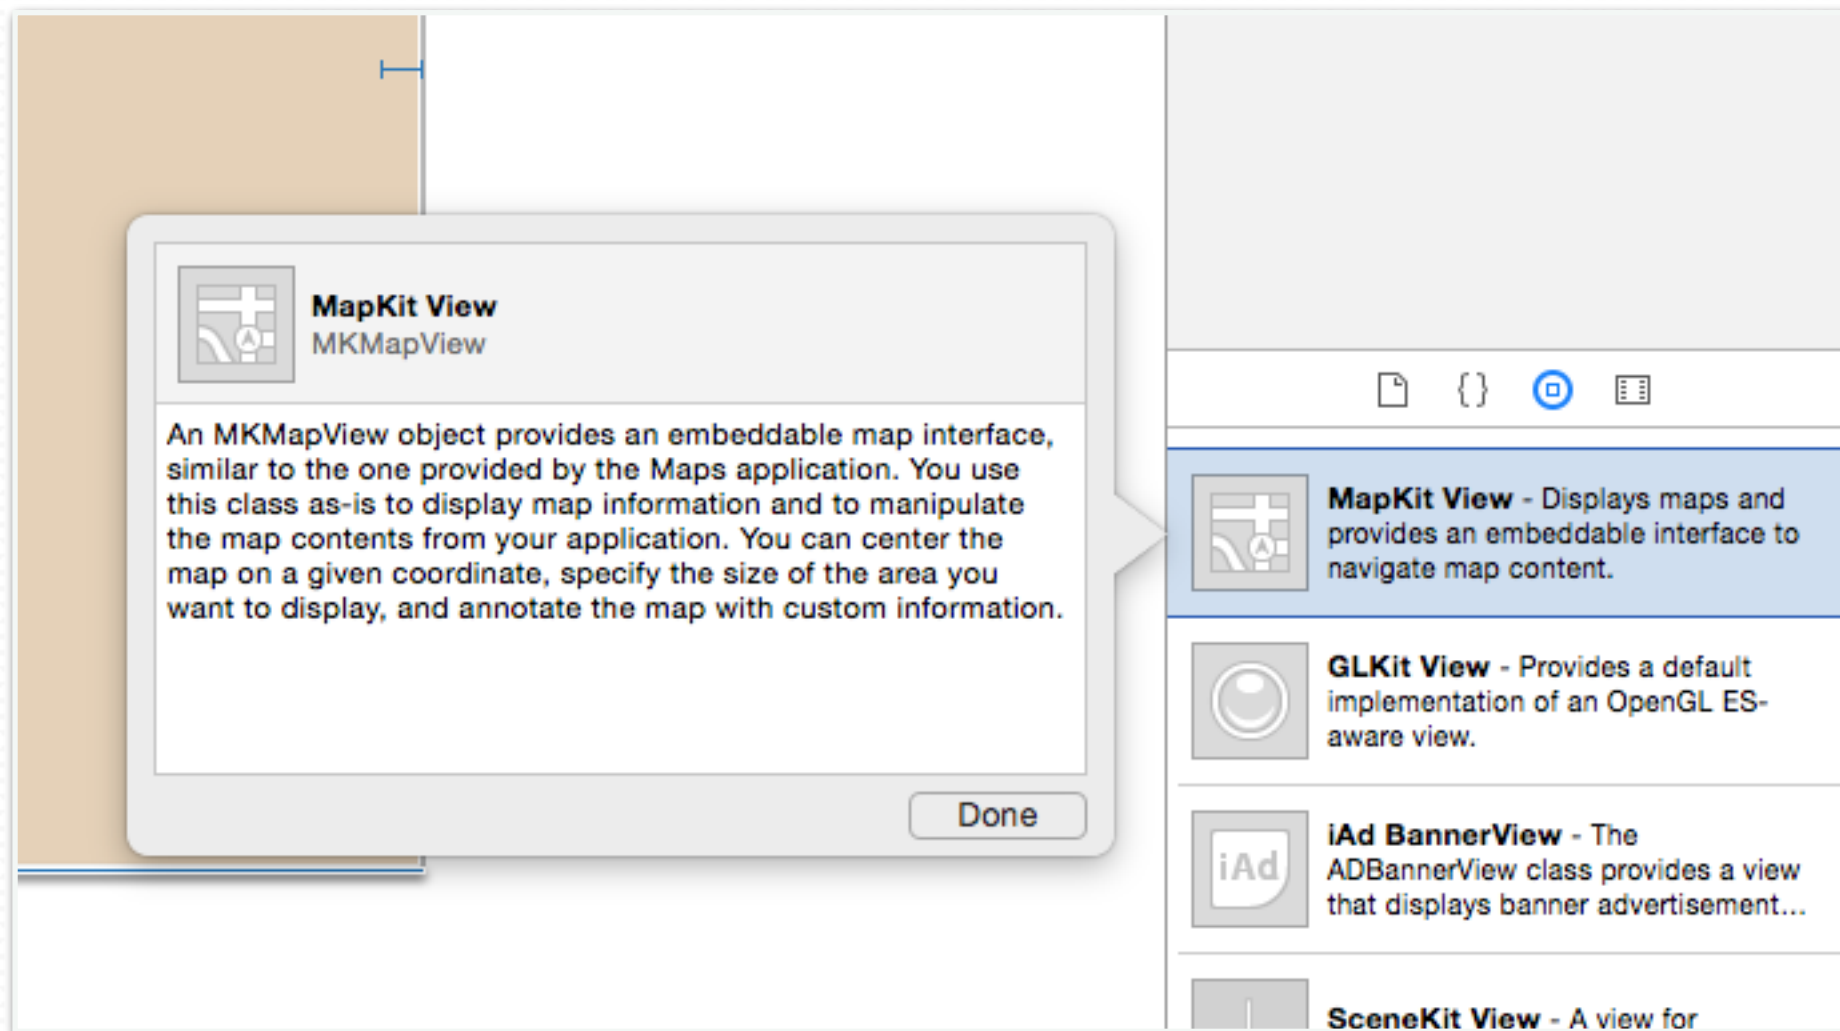 MapKit View
MKMapView
An MKMapView object provides an embeddable map interface,
similar to the one provided by the Maps application. You use
this class as-is to display map information and to manipulate
the map contents from your application. You can center the
map on a given coordinate, specify the size of the area you
want to display, and annotate the map with custom information.
Done
{}
MapKit View - Displays maps and
provides an embeddable interface to
navigate map content.
GLKit View - Provides a default
implementation of an OpenGL ES-
aware view.
iAd
iAd BannerView - The
ADBannerView class provides a view
that displays banner advertisement...
SceneKit View - A view for